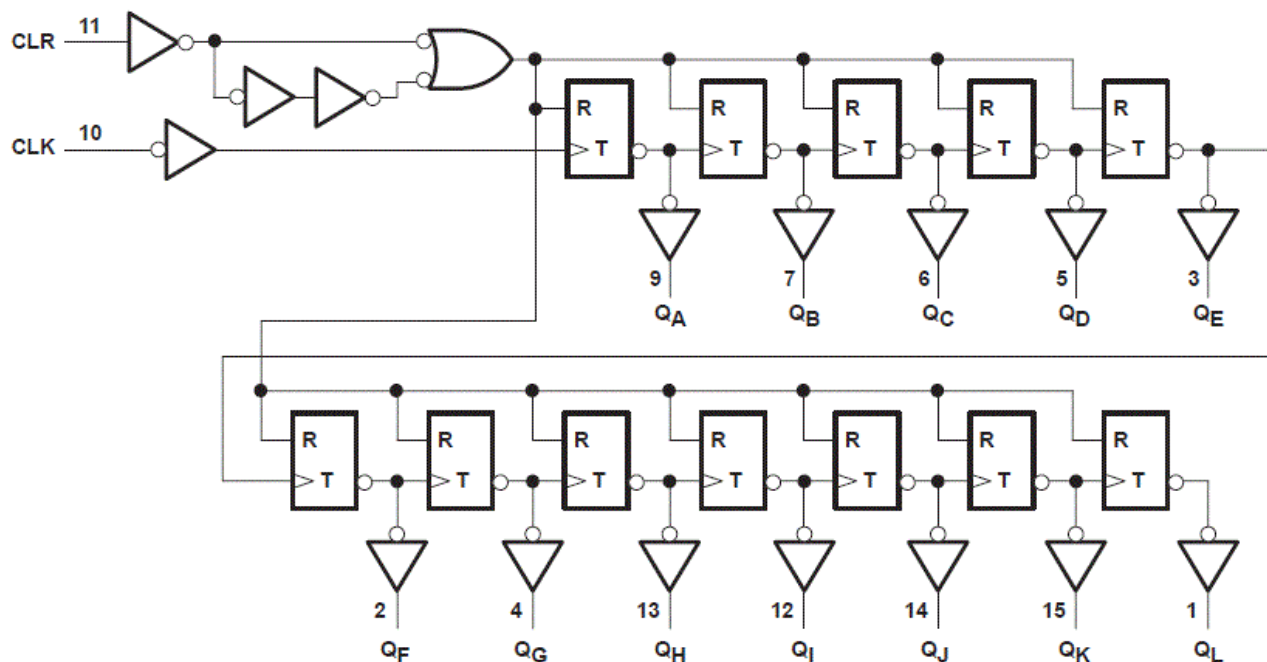 CLR 11
CLK 10
R R R R R
T T T T T
9 7 6 5 3
QA QB QC QD QE
R R R R R R R
T T T T T T T
2 4 13 12 14 15 1
QF QG QH QI QJ QK QL